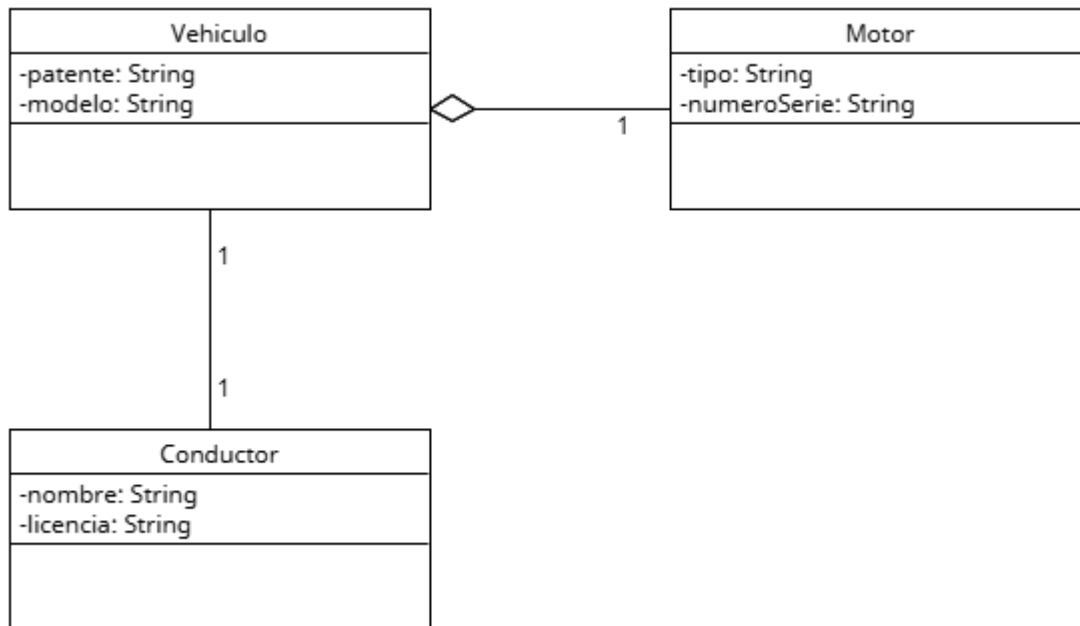 Vehiculo
-patente: String
-modelo: String
Motor
-tipo: String
-numeroSerie: String
1
1
1
Conductor
-nombre: String
-licencia: String